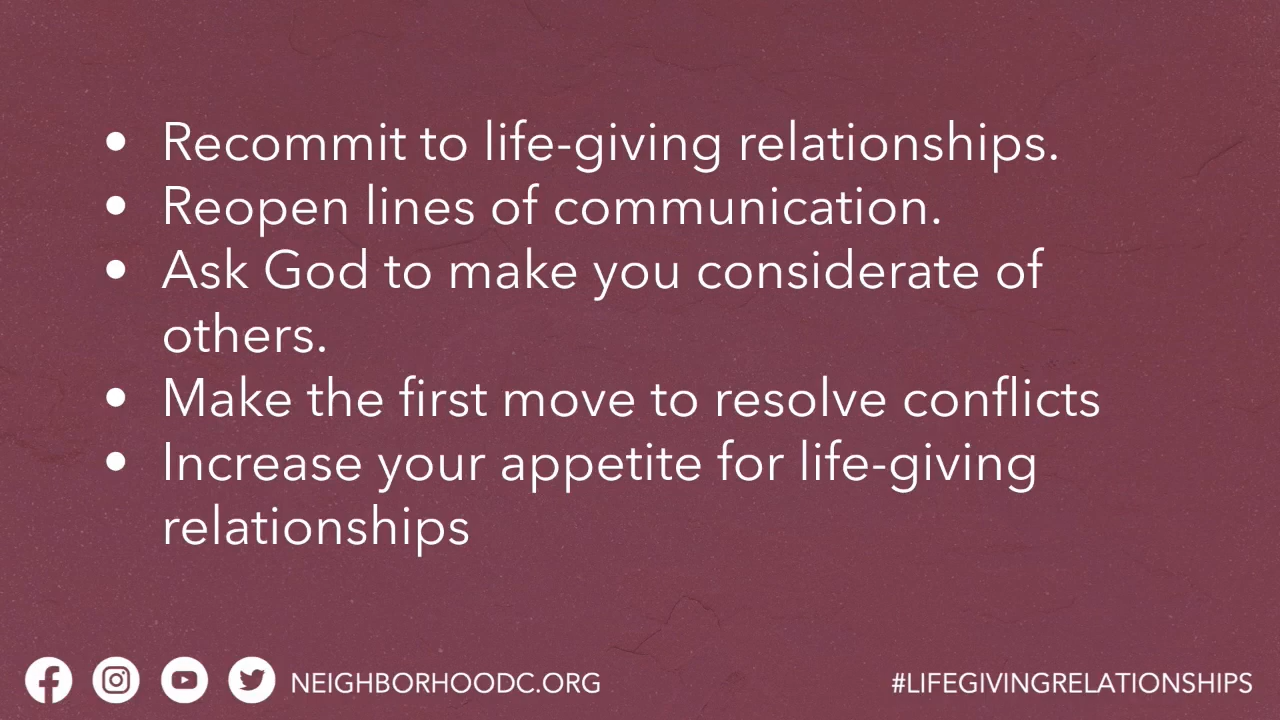 • Recommit to life-giving relationships.
• Reopen lines of communication.
• Ask God to make you considerate of
others.
• Make the first move to resolve conflicts
• Increase your appetite for life-giving
relationships
NEIGHBORHOODC.ORG
#LIFEGIVINGRELATIONSHIPS